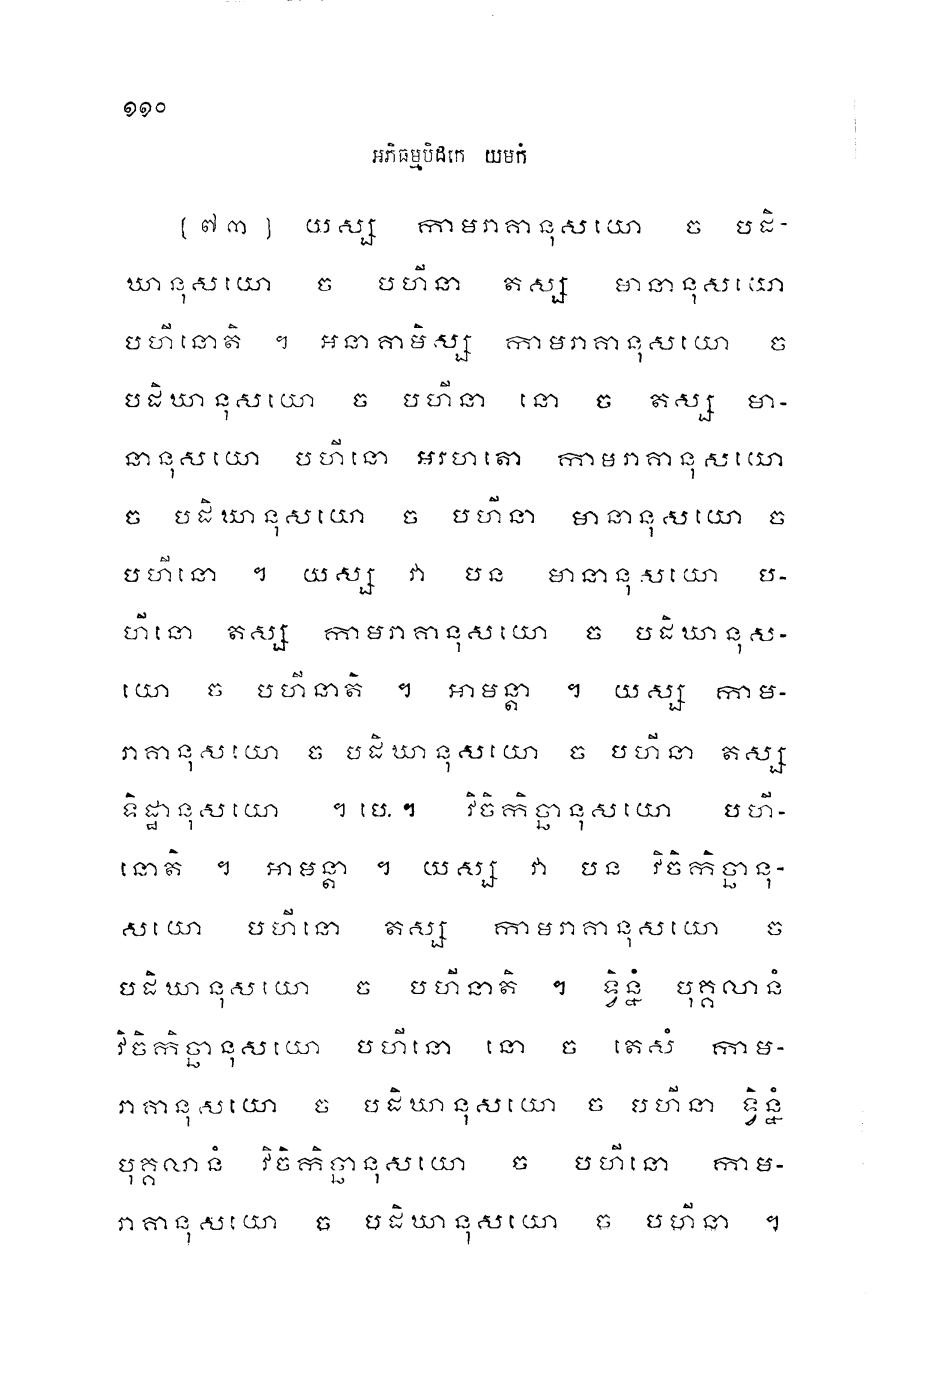 ១១០
អភិធម្មបិដកេ យមកំ
[៧៣] យស្ស កាមរាគានុសយោ ច បដិ-
ឃានុសយោ ច បហីនា តស្ស មានានុសយោ
បហីនោតិ ។ អនាគាមិស្ស កាមរាគានុសយោ ច
បដិឃានុសយោ ច បហីនា នោ ច តស្ស មា-
នានុសយោ បហីនោ អរហតោ កាមរាគានុសយោ
ច បដិឃានុសយោ ច បហីនា មានានុសយោ ច
បហីនោ ។ យស្ស វា បន មានានុសយោ ប-
ហីនោ តស្ស កាមរាគានុសយោ ច បដិឃានុស-
យោ ច បហីនាតិ ។ អាមន្តា ។ យស្ស កាម-
រាគានុសយោ ច បដិឃានុសយោ ច បហីនា តស្ស
ទិដ្ឋានុសយោ ។ បេ. ។ វិចិកិច្ឆានុសយោ បហី-
នោតិ ។ អាមន្តា ។ យស្ស វា បន វិចិកិច្ឆានុ-
សយោ បហីនោ តស្ស កាមរាគានុសយោ ច
បដិឃានុសយោ ច បហីនាតិ ។ ទ្វិន្នំ បុគ្គលានំ
វិចិកិច្ឆានុសយោ បហីនោ នោ ច តេសំ កាម-
រាគានុសយោ ច បដិឃានុសយោ ច បហីនា ទ្វិន្នំ
បុគ្គលានំ វិចិកិច្ឆានុសយោ ច បហីនោ កាម-
រាគានុសយោ ច បដិឃានុសយោ ច បហីនា ។